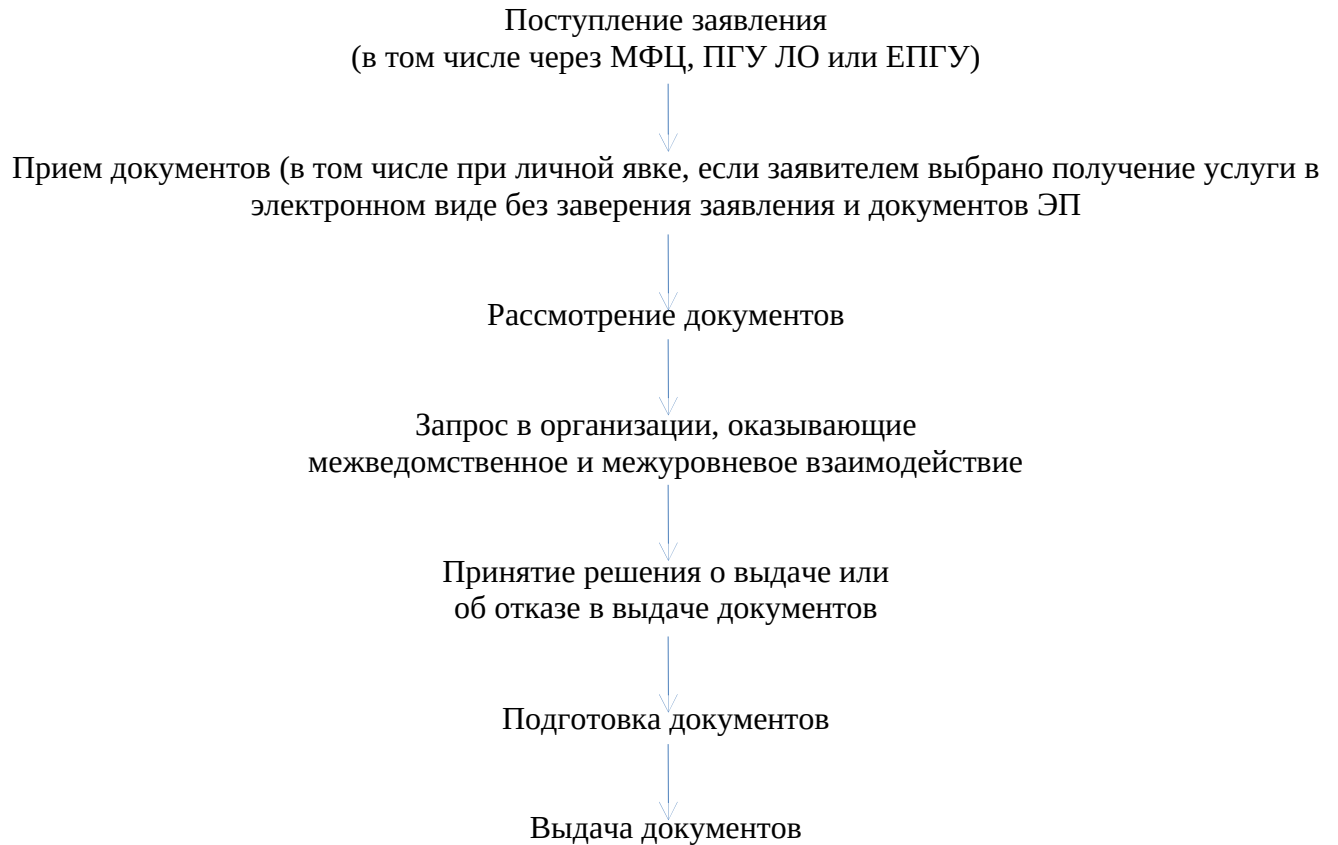 Поступление заявления
(в том числе через МФЦ, ПГУ ЛО или ЕПГУ)
Прием документов (в том числе при личной явке, если заявителем выбрано получение услуги в
электронном виде без заверения заявления и документов ЭП
Рассмотрение документов
Запрос в организации, оказывающие
межведомственное и межуровневое взаимодействие
Принятие решения о выдаче или
об отказе в выдаче документов
Подготовка документов
Выдача документов